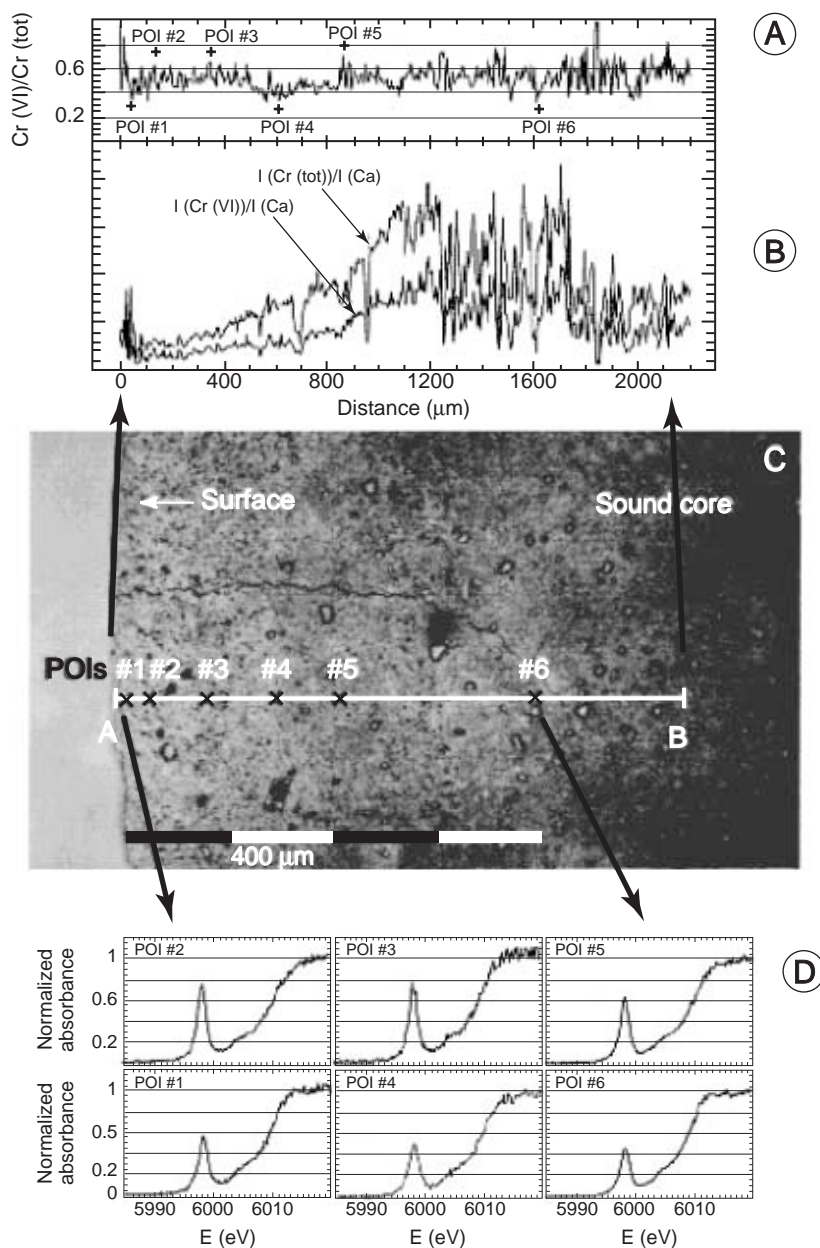 A
Cr (VI)/Cr (tot)
0.6
0.2
POI #2 POI #3 POI #5
POI #1 POI #4 POI #6
B
I (Cr (tot))/I (Ca)
I (Cr (VI))/I (Ca)
0 400 800 1200 1600 2000
Distance (μm)
C
Surface
Sound core
POIs #1 #2 #3 #4 #5 #6
A B
400 μm
D
Normalized
absorbance
1
0.6
0.2
POI #2 POI #3 POI #5
Normalized
absorbance
1
0.5
0.2
0
POI #1 POI #4 POI #6
5990 6000 6010 5990 6000 6010 5990 6000 6010
E (eV) E (eV) E (eV)